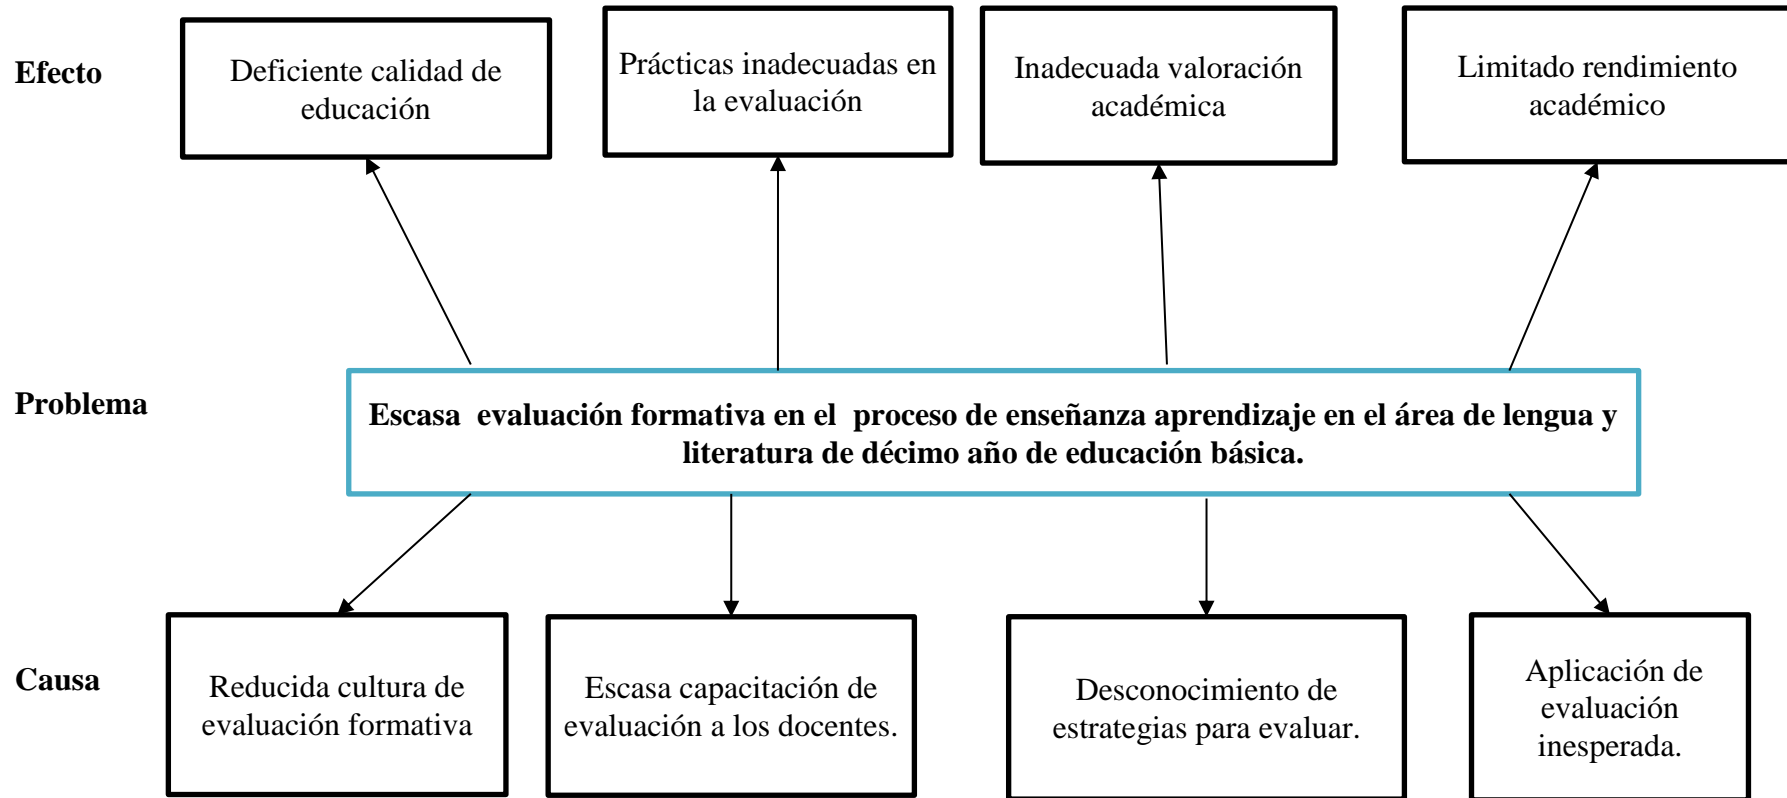 Efecto
Deficiente calidad de
educación
Prácticas inadecuadas en
la evaluación
Inadecuada valoración
académica
Limitado rendimiento
académico
Problema
Escasa  evaluación formativa en el  proceso de enseñanza aprendizaje en el área de lengua y
literatura de décimo año de educación básica.
Causa
Reducida cultura de
evaluación formativa
Escasa capacitación de
evaluación a los docentes.
Desconocimiento de
estrategias para evaluar.
Aplicación de
evaluación
inesperada.